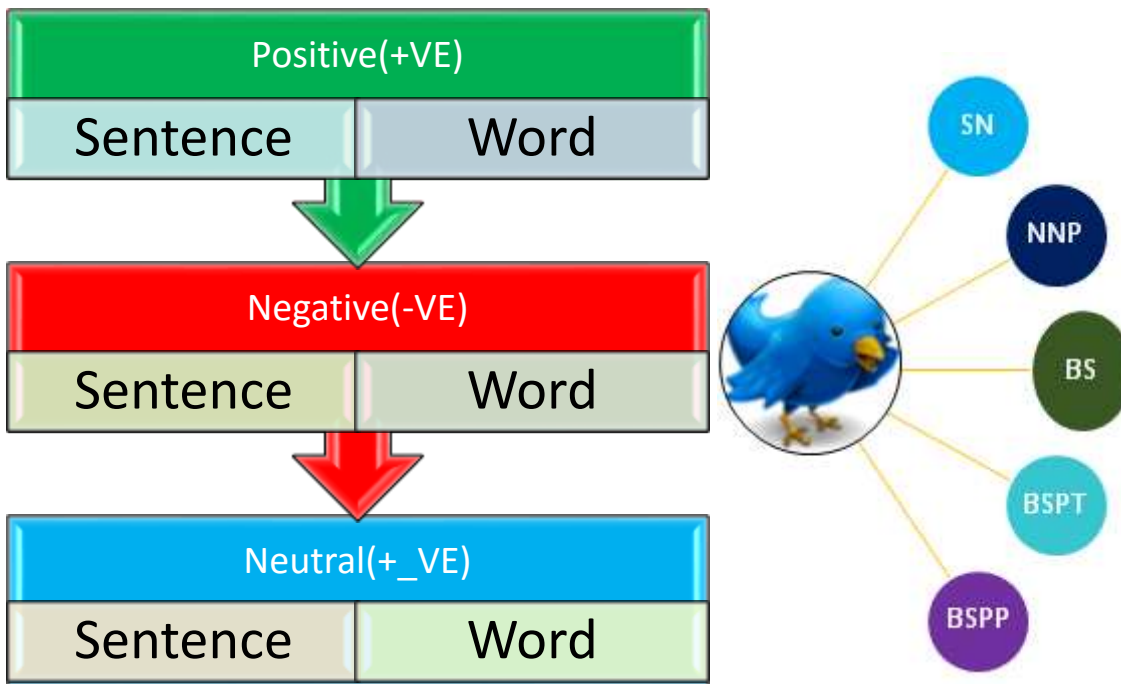 Positive(+VE)
Sentence Word
Negative(-VE)
Sentence Word
Neutral(+_VE)
Sentence Word
SN
NNP
BS
BSPT
BSPP